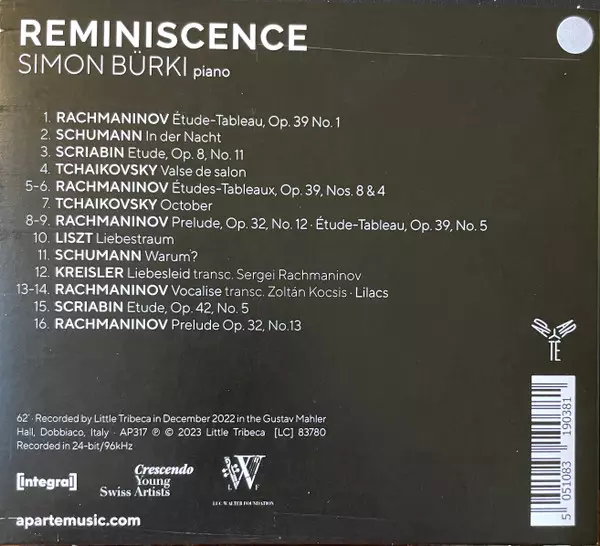 REMINISCENCE
SIMON BÜRKI piano
1. RACHMANINOV Étude-Tableau, Op. 39 No. 1
2. SCHUMANN In der Nacht
3. SCRIABIN Etude, Op. 8, No. 11
4. TCHAIKOVSKY Valse de salon
5-6. RACHMANINOV Études-Tableaux, Op. 39, Nos. 8 & 4
7. TCHAIKOVSKY October
8-9. RACHMANINOV Prelude, Op. 32, No. 12 · Étude-Tableau, Op. 39, No. 5
10. LISZT Liebestraum
11. SCHUMANN Warum?
12. KREISLER Liebesleid transc. Sergei Rachmaninov
13-14. RACHMANINOV Vocalise transc. Zoltán Kocsis · Lilacs
15. SCRIABIN Etude, Op. 42, No. 5
16. RACHMANINOV Prelude Op. 32, No.13
62' · Recorded by Little Tribeca in December 2022 in the Gustav Mahler
Hall, Dobbiaco, Italy · AP317 ℗ © 2023 Little Tribeca [LC] 83780
Recorded in 24-bit/96kHz
[integral]
Crescendo
Young
Swiss Artists
L W F
LUC WALTER FOUNDATION
apartemusic.com
TE
5 051083 190381